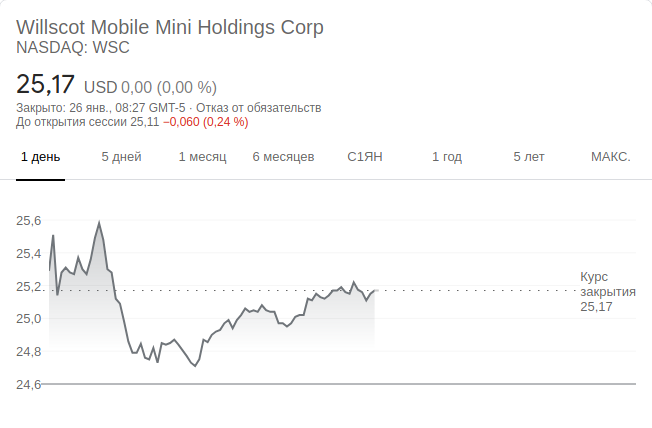 Willscot Mobile Mini Holdings Corp
NASDAQ: WSC
25,17 USD 0,00 (0,00 %)
Закрыто: 26 янв., 08:27 GMT-5 · Отказ от обязательств
До открытия сессии 25,11 −0,060 (0,24 %)
1 день 5 дней 1 месяц 6 месяцев С1ЯН 1 год 5 лет МАКС.
25,6
25,4
25,2
25,0
24,8
24,6
Курс
закрытия
25,17